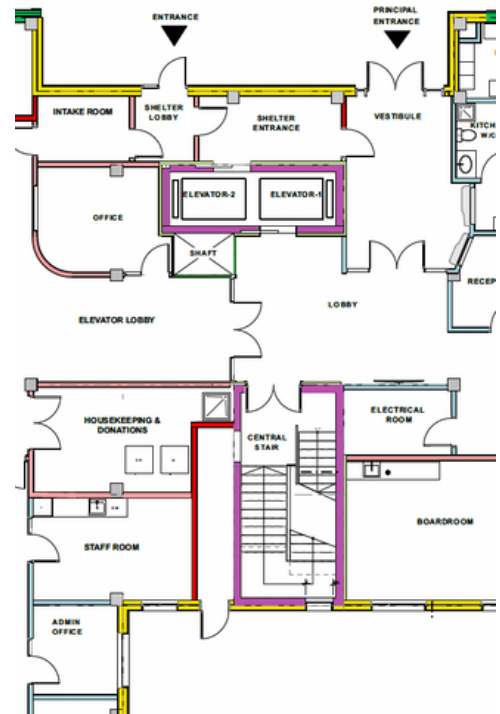 ENTRANCE
PRINCIPAL
ENTRANCE
INTAKE ROOM
SHELTER
LOBBY
SHELTER
ENTRANCE
VESTIBULE
KITCH
W/C
ELEVATOR-2
ELEVATOR-1
OFFICE
SHAFT
RECEP
ELEVATOR LOBBY
LOBBY
HOUSEKEEPING &
DONATIONS
CENTRAL
STAIR
ELECTRICAL
ROOM
STAFF ROOM
BOARDROOM
ADMIN
OFFICE